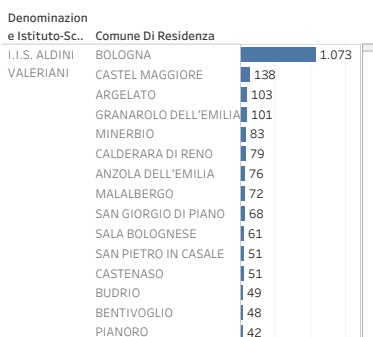 Denominazion
e Istituto-Sc.. Comune Di Residenza
I.I.S. ALDINI BOLOGNA 1.073
VALERIANI CASTEL MAGGIORE 138
ARGELATO 103
GRANAROLO DELL'EMILIA 101
MINERBIO 83
CALDERARA DI RENO 79
ANZOLA DELL'EMILIA 76
MALALBERGO 72
SAN GIORGIO DI PIANO 68
SALA BOLOGNESE 61
SAN PIETRO IN CASALE 51
CASTENASO 51
BUDRIO 49
BENTIVOGLIO 48
PIANORO 42